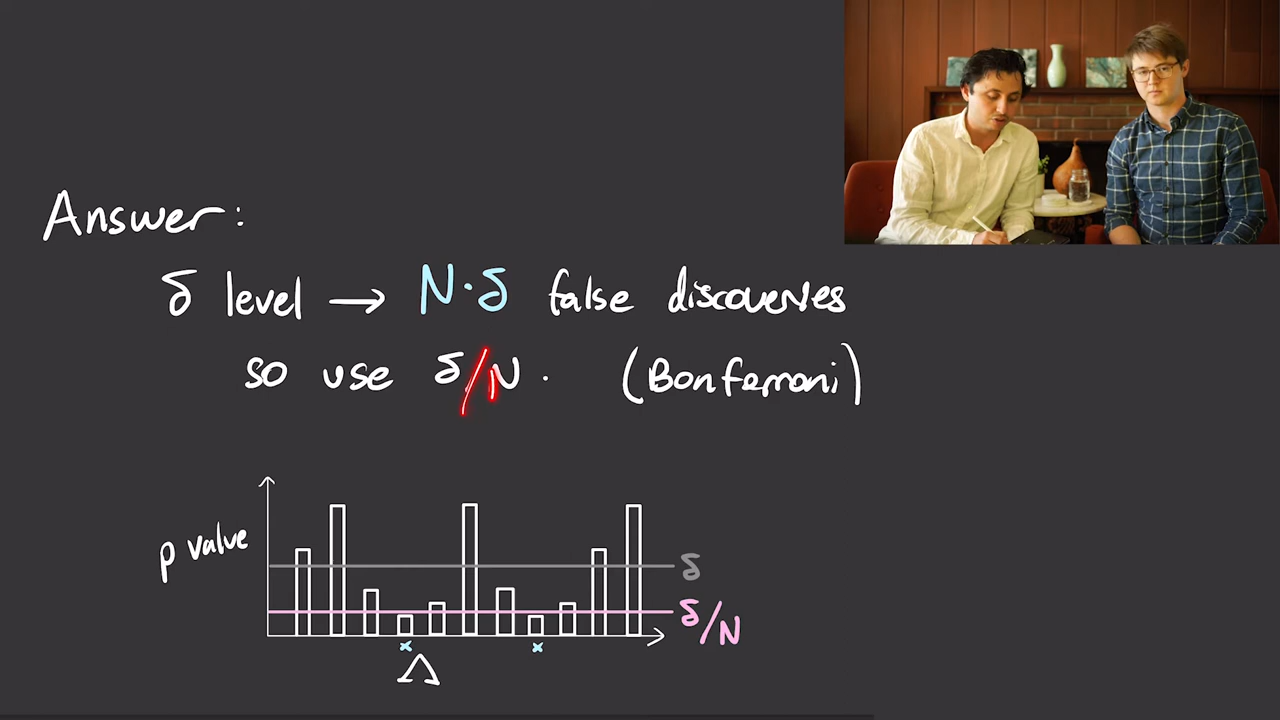 Answer:
δ level → N·δ false discoveries
so use δ/N. (Bonferroni)
p value
δ
δ/N
x x
Λ